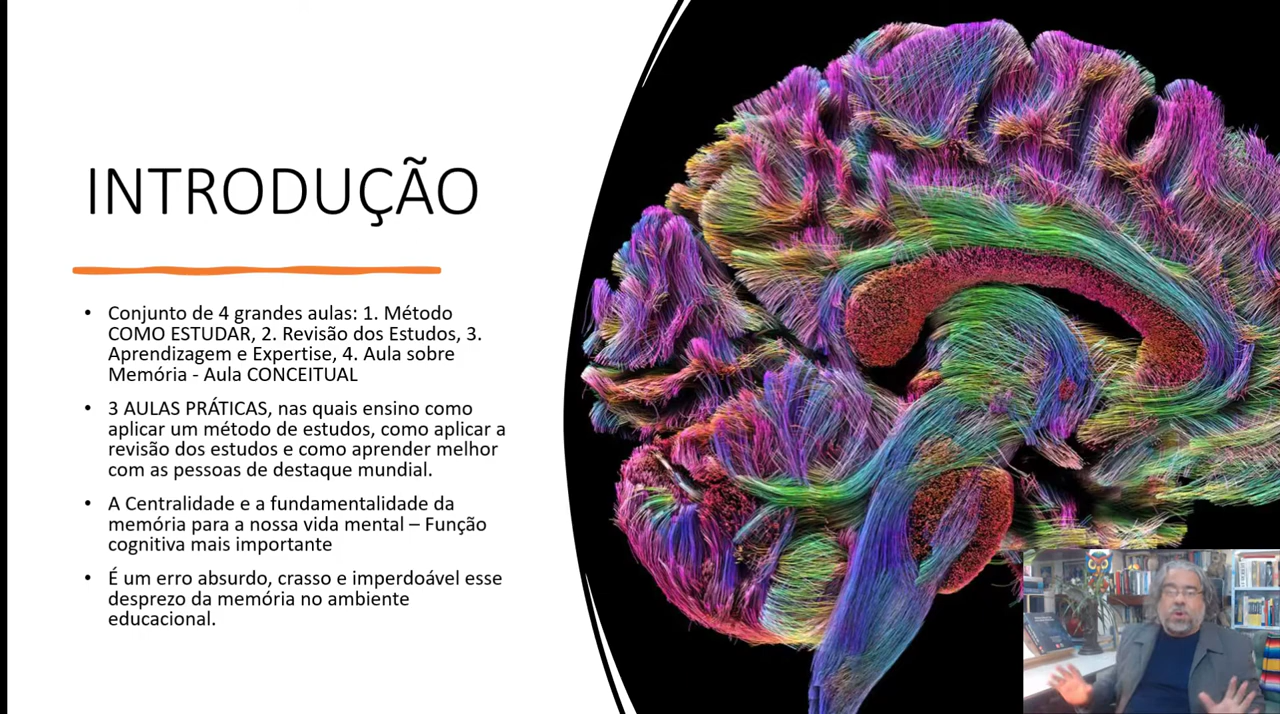 INTRODUÇÃO
• Conjunto de 4 grandes aulas: 1. Método
COMO ESTUDAR, 2. Revisão dos Estudos, 3.
Aprendizagem e Expertise, 4. Aula sobre
Memória - Aula CONCEITUAL
• 3 AULAS PRÁTICAS, nas quais ensino como
aplicar um método de estudos, como aplicar a
revisão dos estudos e como aprender melhor
com as pessoas de destaque mundial.
• A Centralidade e a fundamentalidade da
memória para a nossa vida mental – Função
cognitiva mais importante
• É um erro absurdo, crasso e imperdoável esse
desprezo da memória no ambiente
educacional.